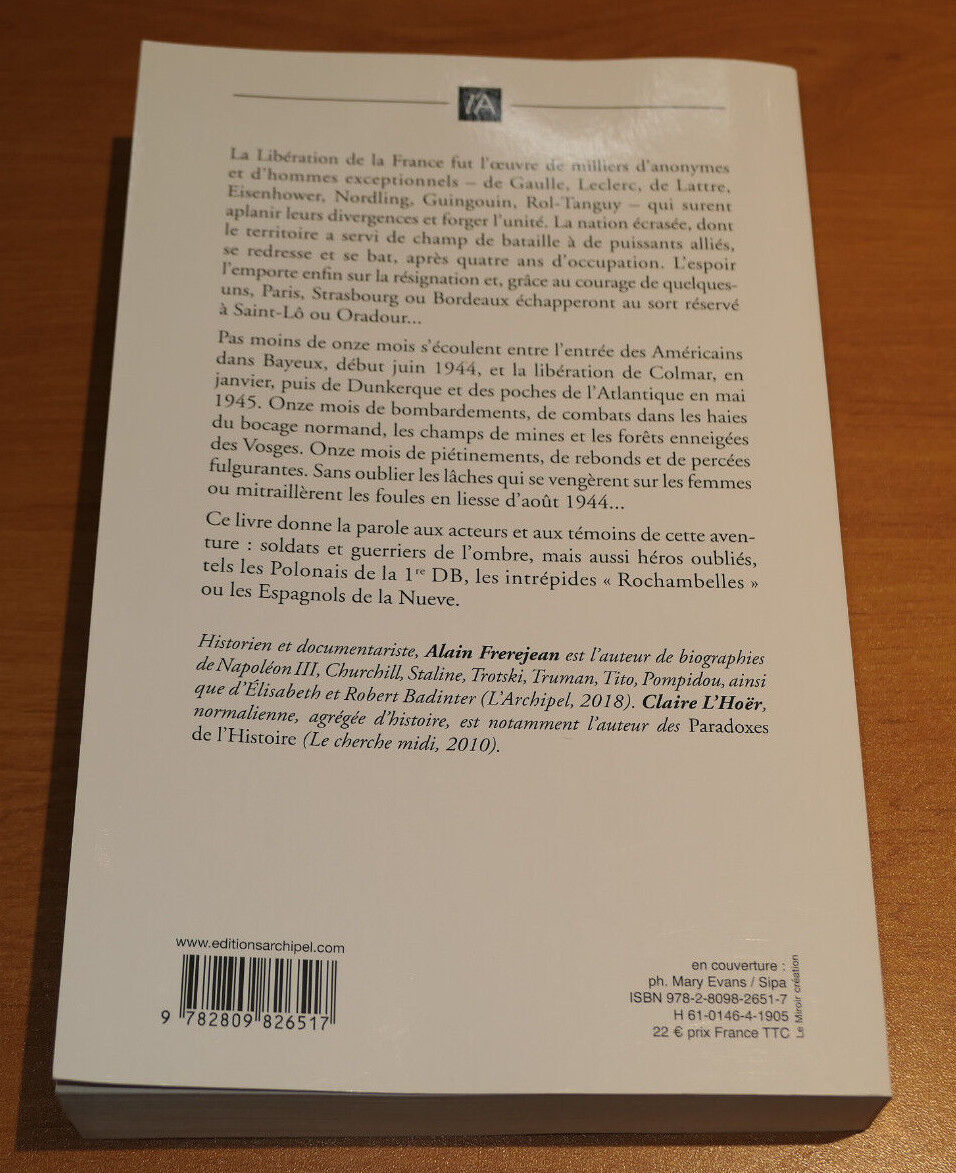 l'A
La Libération de la France fut l'œuvre de milliers d'anonymes
et d'hommes exceptionnels – de Gaulle, Leclerc, de Lattre,
Eisenhower, Nordling, Guingouin, Rol-Tanguy – qui surent
aplanir leurs divergences et forger l'unité. La nation écrasée, dont
le territoire a servi de champ de bataille à de puissants alliés,
se redresse et se bat, après quatre ans d'occupation. L'espoir
l'emporte enfin sur la résignation et, grâce au courage de quelques-
uns, Paris, Strasbourg ou Bordeaux échapperont au sort réservé
à Saint-Lô ou Oradour...
Pas moins de onze mois s'écoulent entre l'entrée des Américains
dans Bayeux, début juin 1944, et la libération de Colmar, en
janvier, puis de Dunkerque et des poches de l'Atlantique en mai
1945. Onze mois de bombardements, de combats dans les haies
du bocage normand, les champs de mines et les forêts enneigées
des Vosges. Onze mois de piétinements, de rebonds et de percées
fulgurantes. Sans oublier les lâches qui se vengèrent sur les femmes
ou mitraillèrent les foules en liesse d'août 1944...
Ce livre donne la parole aux acteurs et aux témoins de cette aven-
ture : soldats et guerriers de l'ombre, mais aussi héros oubliés,
tels les Polonais de la 1re DB, les intrépides « Rochambelles »
ou les Espagnols de la Nueve.
Historien et documentariste, Alain Frerejean est l'auteur de biographies
de Napoléon III, Churchill, Staline, Trotski, Truman, Tito, Pompidou, ainsi
que d'Élisabeth et Robert Badinter (L'Archipel, 2018). Claire L'Hoër,
normalienne, agrégée d'histoire, est notamment l'auteur des Paradoxes
de l'Histoire (Le cherche midi, 2010).
www.editionsarchipel.com
9 782809 826517
en couverture :
ph. Mary Evans / Sipa
ISBN 978-2-8098-2651-7
H 61-0146-4-1905
22 € prix France TTC
Le Miroir création